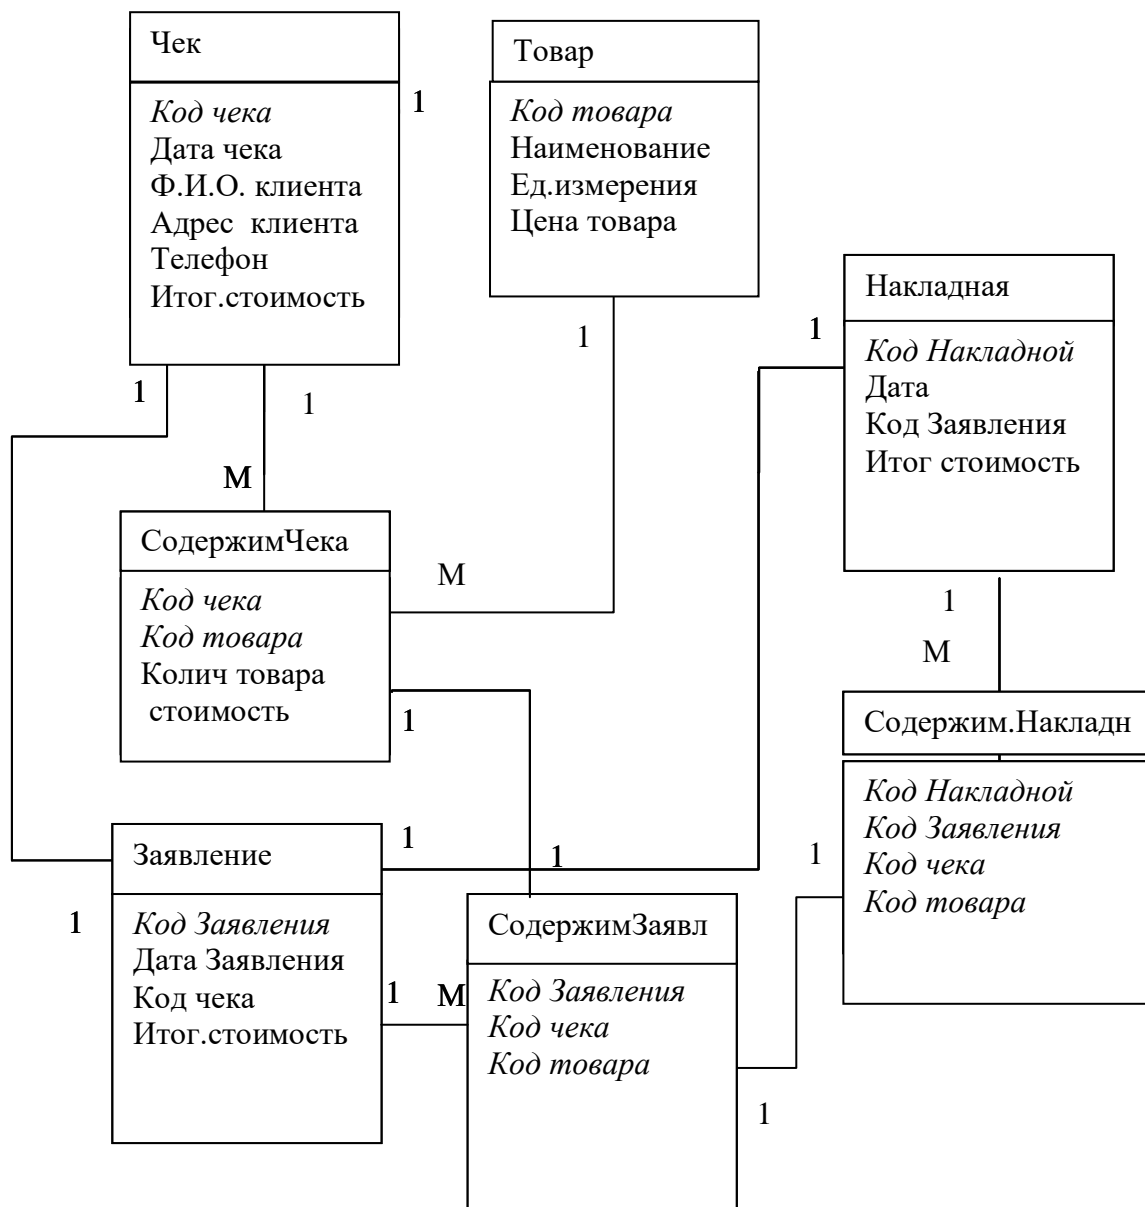 Чек
Код чека
Дата чека
Ф.И.О. клиента
Адрес клиента
Телефон
Итог.стоимость
1
Товар
Код товара
Наименование
Ед.измерения
Цена товара
Накладная
Код Накладной
Дата
Код Заявления
Итог стоимость
1
1
1
1
М
СодержимЧека
Код чека
Код товара
Колич товара
стоимость
М
1
1
М
Содержим.Накладн
Код Накладной
Код Заявления
Код чека
Код товара
1
Заявление
Код Заявления
Дата Заявления
Код чека
Итог.стоимость
1
1
1
1
М
СодержимЗаявл
Код Заявления
Код чека
Код товара
1
1